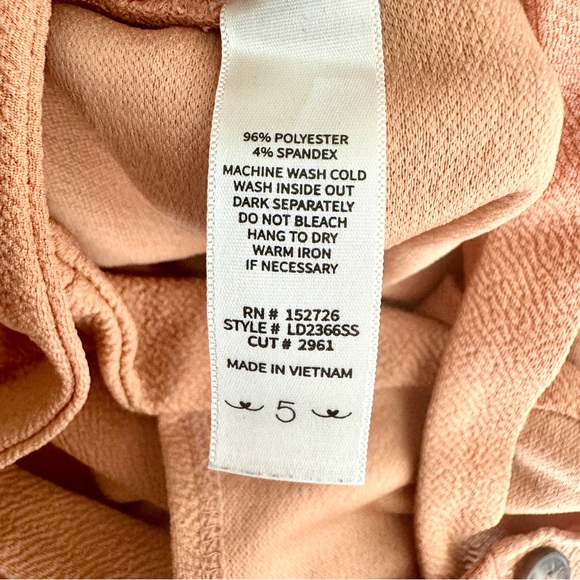 96% POLYESTER
4% SPANDEX
MACHINE WASH COLD
WASH INSIDE OUT
DARK SEPARATELY
DO NOT BLEACH
HANG TO DRY
WARM IRON
IF NECESSARY
RN# 152726
STYLE# LD2366SS
CUT# 2961
MADE IN VIETNAM
5